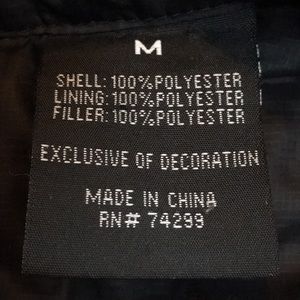 M
SHELL: 100%POLYESTER
LINING: 100%POLYESTER
FILLER: 100%POLYESTER
EXCLUSIVE OF DECORATION
MADE IN CHINA
RN# 74299